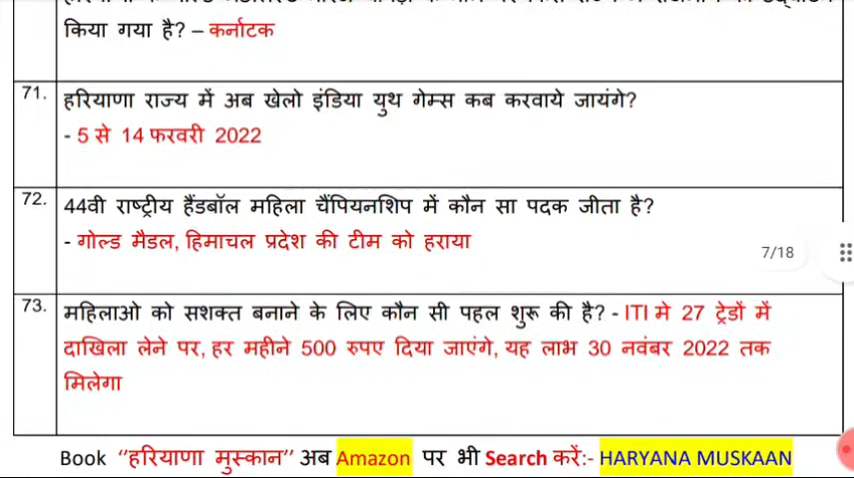 किया गया है? – कर्नाटक
71. हरियाणा राज्य में अब खेलो इंडिया युथ गेम्स कब करवाये जायंगे?
- 5 से 14 फरवरी 2022
72. 44वी राष्ट्रीय हैंडबॉल महिला चैंपियनशिप में कौन सा पदक जीता है?
- गोल्ड मैडल, हिमाचल प्रदेश की टीम को हराया
7/18
73. महिलाओ को सशक्त बनाने के लिए कौन सी पहल शुरू की है? - ITI मे 27 ट्रेडों में
दाखिला लेने पर, हर महीने 500 रुपए दिया जाएंगे, यह लाभ 30 नवंबर 2022 तक
मिलेगा
Book ‘‘हरियाणा मुस्कान’’ अब Amazon पर भी Search करें:- HARYANA MUSKAAN